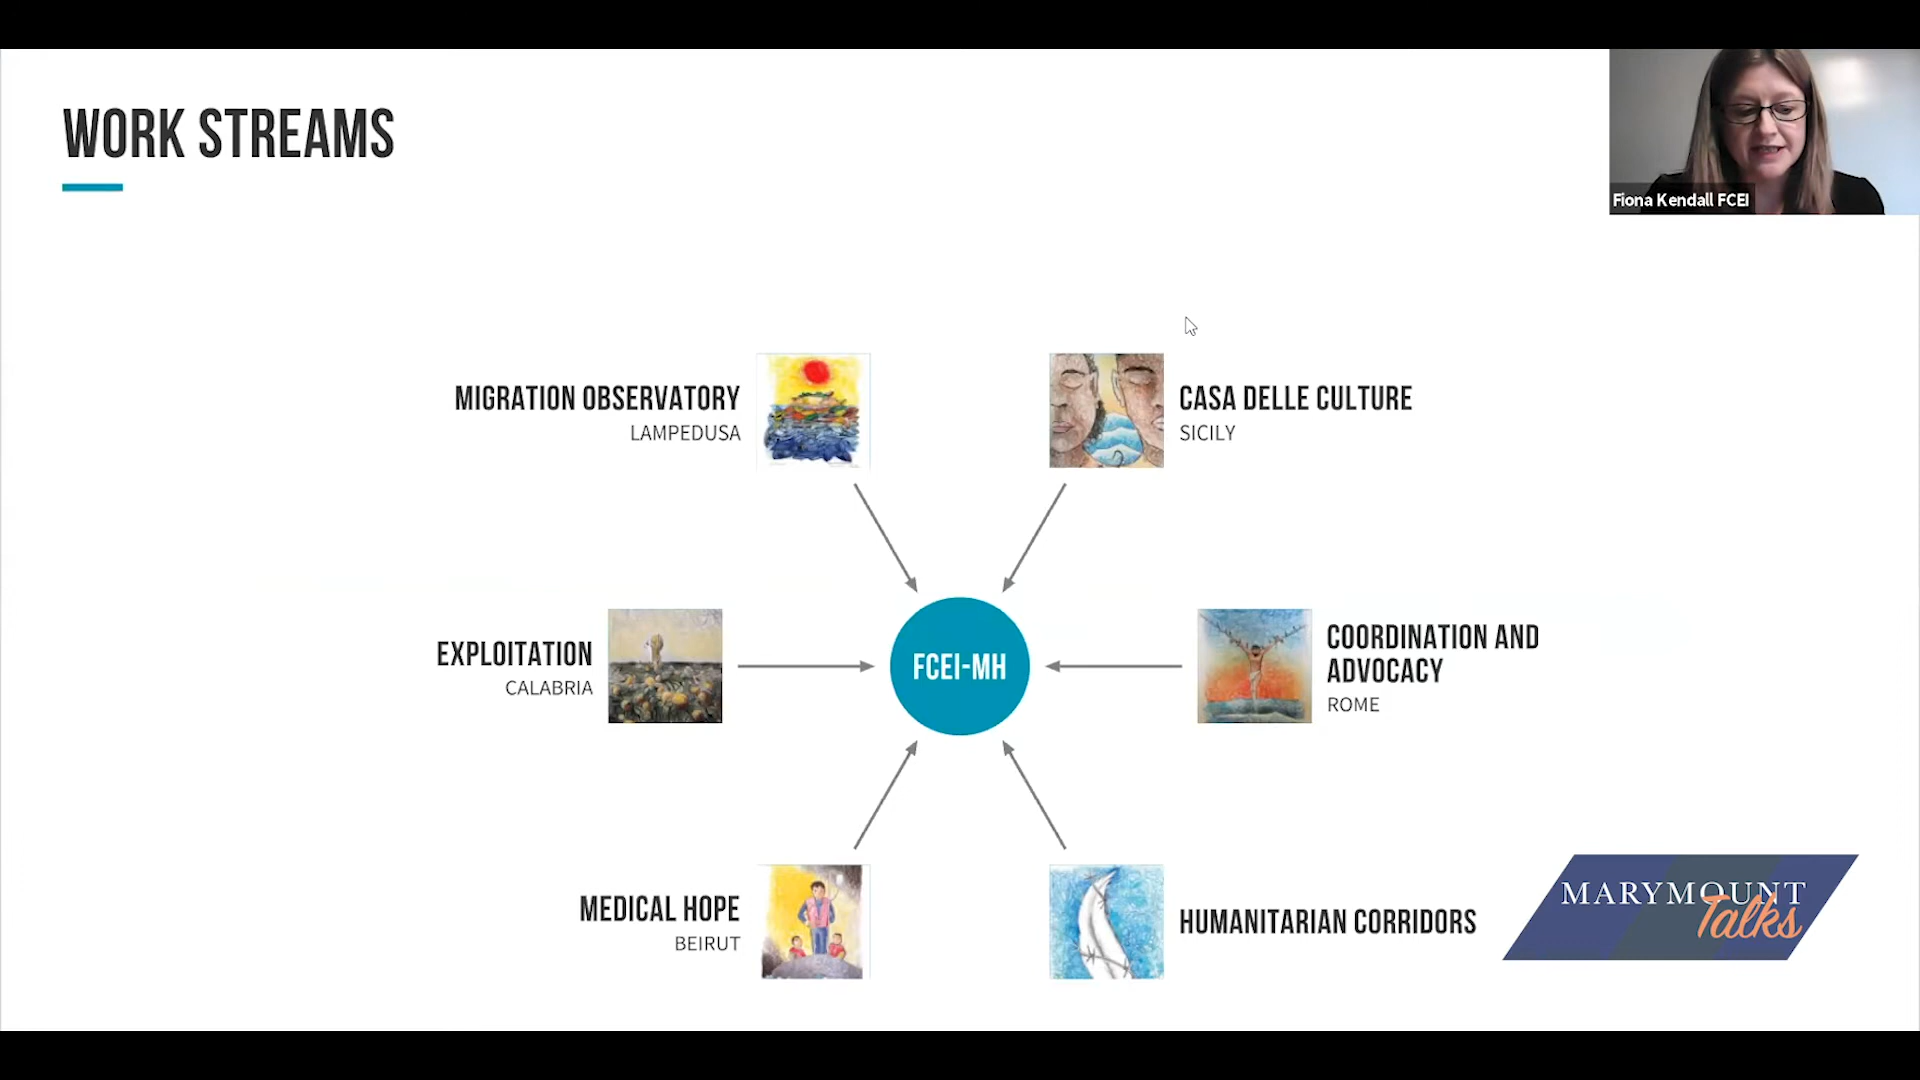 WORK STREAMS
Fiona Kendall FCEI
MIGRATION OBSERVATORY
LAMPEDUSA
CASA DELLE CULTURE
SICILY
EXPLOITATION
CALABRIA
FCEI-MH
COORDINATION AND
ADVOCACY
ROME
MEDICAL HOPE
BEIRUT
HUMANITARIAN CORRIDORS
MARYMOUNT
Talks